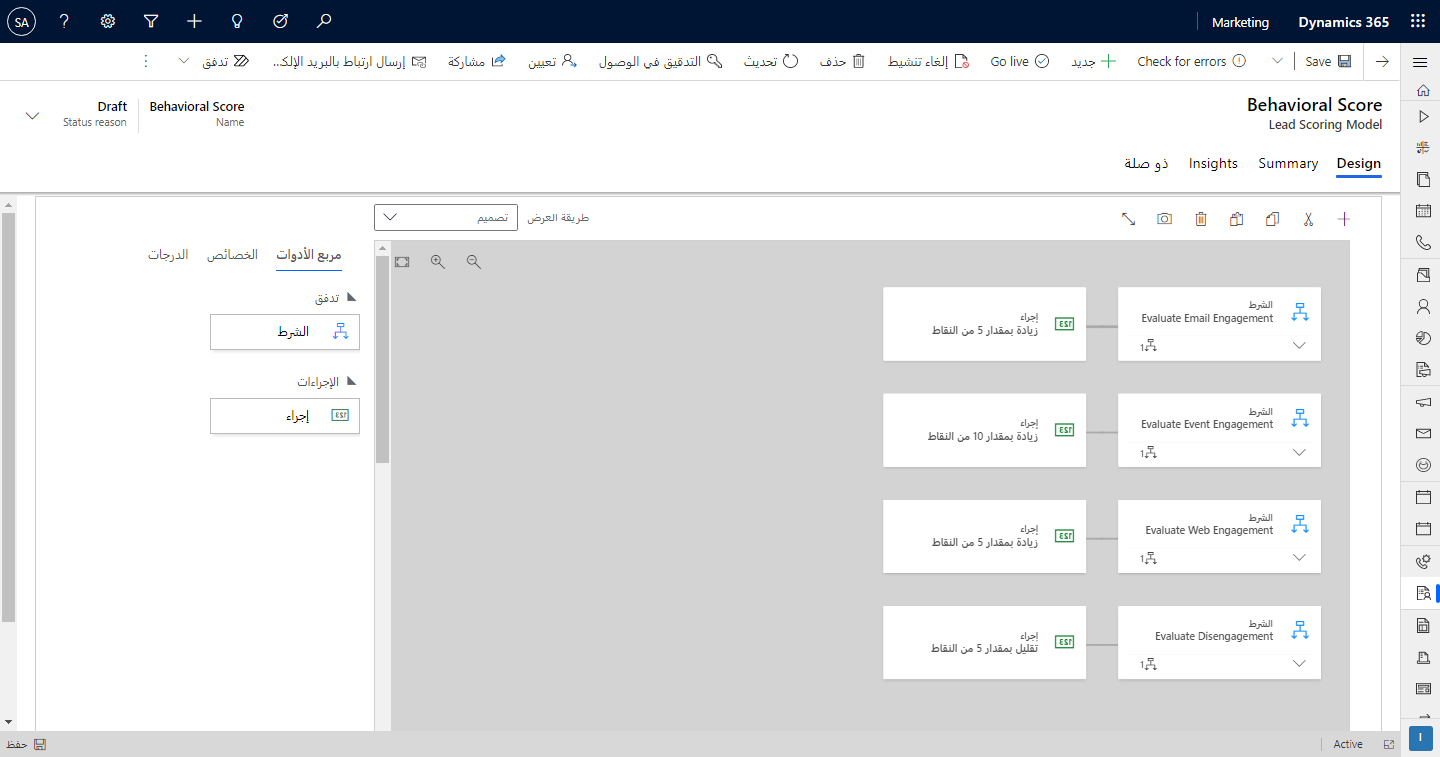 Dynamics 365
Marketing
SA
Save
Check for errors
جديد
Go live
إلغاء تنشيط
حذف
تحديث
التدقيق في الوصول
تعيين
مشاركة
إرسال ارتباط بالبريد الإلك...
تدفق
Behavioral Score
Lead Scoring Model
Behavioral Score
Name
Draft
Status reason
Design
Summary
Insights
ذو صلة
طريقة العرض
تصميم
الشرط
Evaluate Email Engagement
1
إجراء
زيادة بمقدار 5 من النقاط
الشرط
Evaluate Event Engagement
1
إجراء
زيادة بمقدار 10 من النقاط
الشرط
Evaluate Web Engagement
1
إجراء
زيادة بمقدار 5 من النقاط
الشرط
Evaluate Disengagement
1
إجراء
تقليل بمقدار 5 من النقاط
مربع الأدوات
الخصائص
الدرجات
تدفق
الشرط
الإجراءات
إجراء
I
Active
حفظ